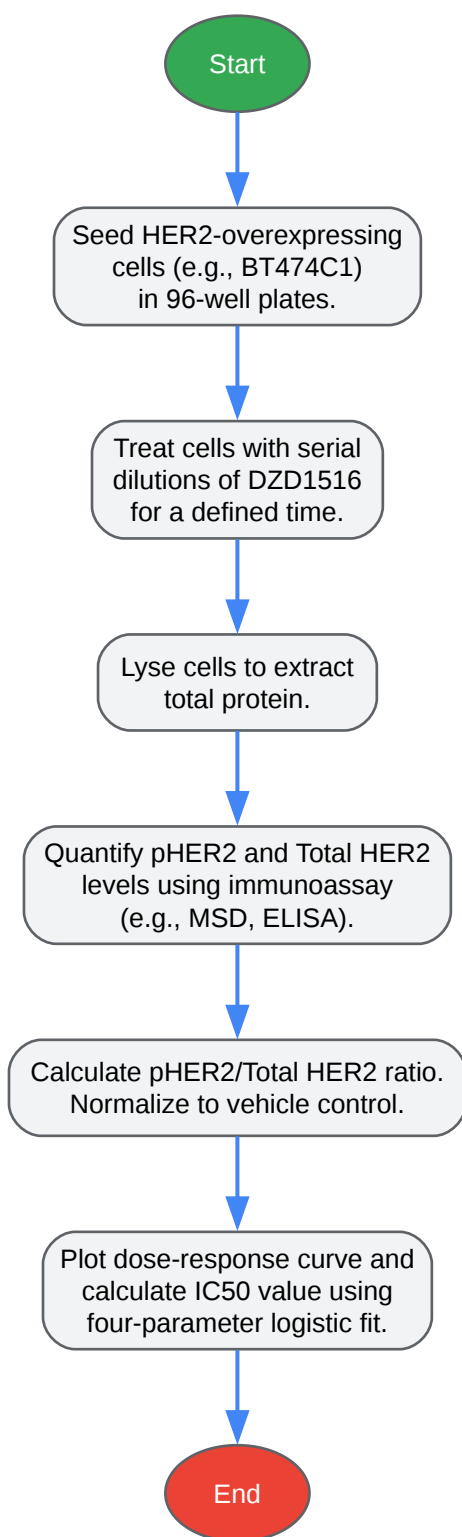 Start
Seed HER2-overexpressing
cells (e.g., BT474C1)
in 96-well plates.
Treat cells with serial
dilutions of DZD1516
for a defined time.
Lyse cells to extract
total protein.
Quantify pHER2 and Total HER2
levels using immunoassay
(e.g., MSD, ELISA).
Calculate pHER2/Total HER2 ratio.
Normalize to vehicle control.
Plot dose-response curve and
calculate IC50 value using
four-parameter logistic fit.
End